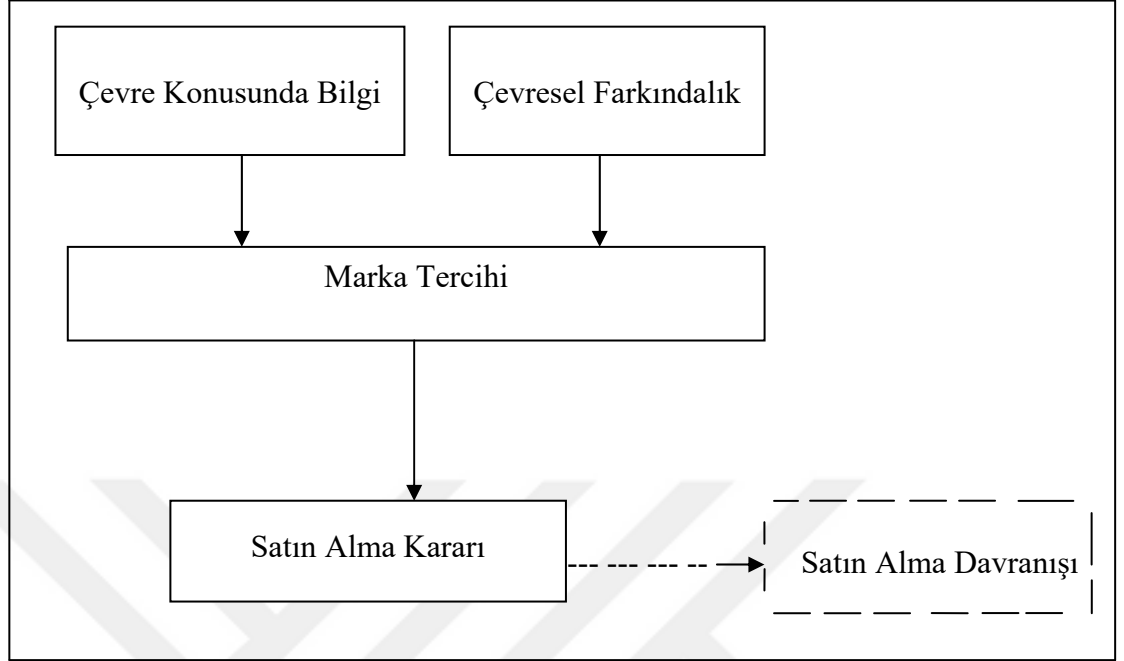 Çevre Konusunda Bilgi
Çevresel Farkındalık
Marka Tercihi
Satın Alma Kararı
Satın Alma Davranışı